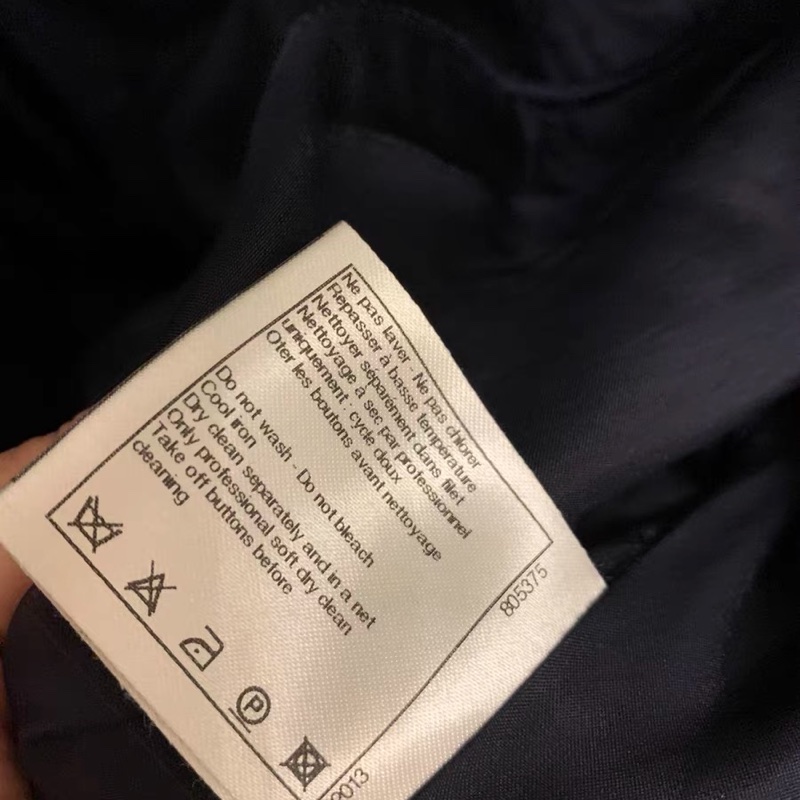 Ne pas laver - Ne pas chlorer
Repasser à basse température
Nettoyer separément dans filet
Nettoyage à sec par professionnel
uniquement : cycle doux
Oter les boutons avant nettoyage
Do not wash - Do not bleach
Cool iron
Dry clean separately and in a net
Only professional soft dry clean
Take off buttons before
cleaning
P
805375